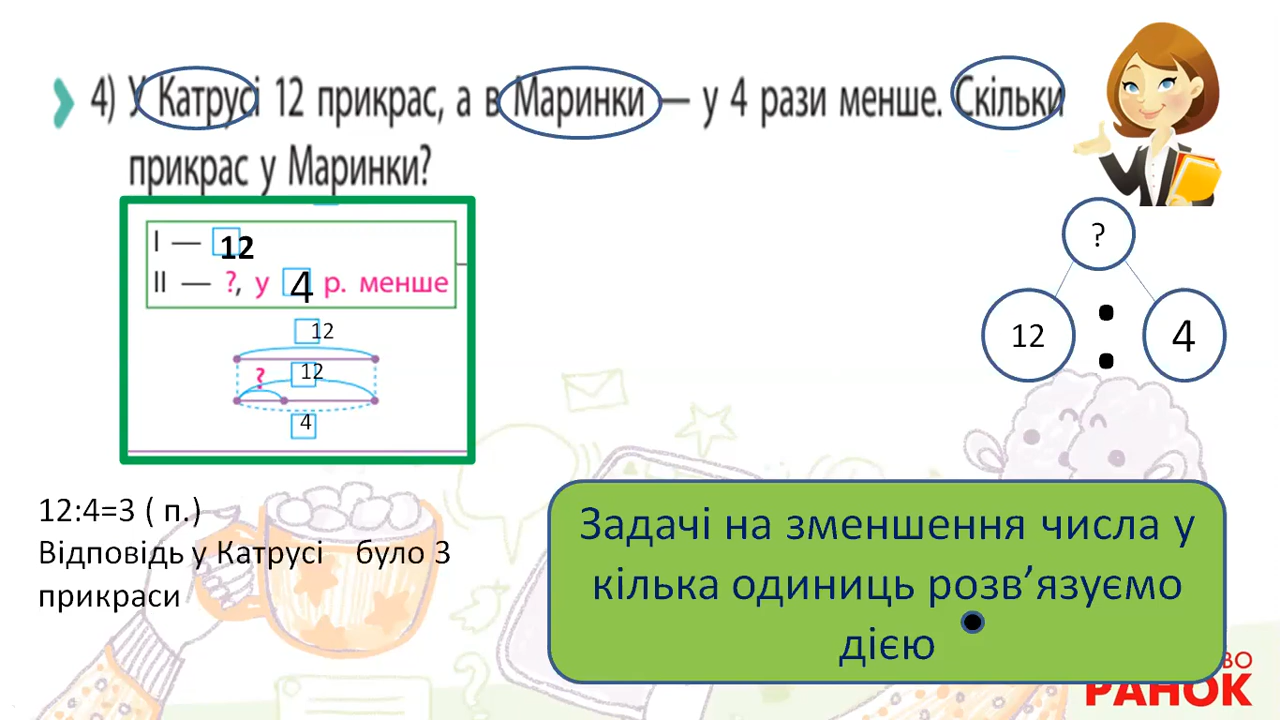 4) У Катрусі 12 прикрас, а в Маринки — у 4 рази менше. Скільки
прикрас у Маринки?
І — 12
ІІ — ?, у 4 р. менше
12
? 12
4
?
12 : 4
12:4=3 ( п.)
Відповідь у Катрусі було 3
прикраси
Задачі на зменшення числа у
кілька одиниць розв’язуємо
дією
РАНОК